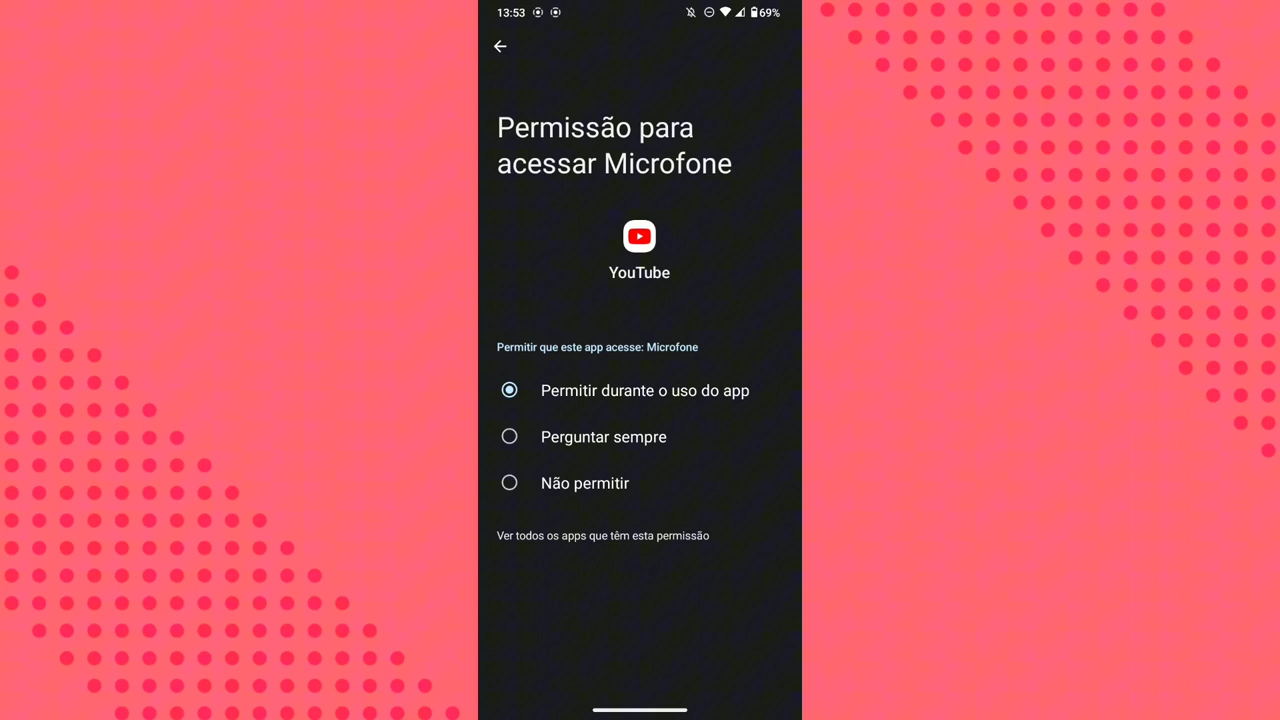 13:53 69%
Permissão para
acessar Microfone
YouTube
Permitir que este app acesse: Microfone
Permitir durante o uso do app
Perguntar sempre
Não permitir
Ver todos os apps que têm esta permissão